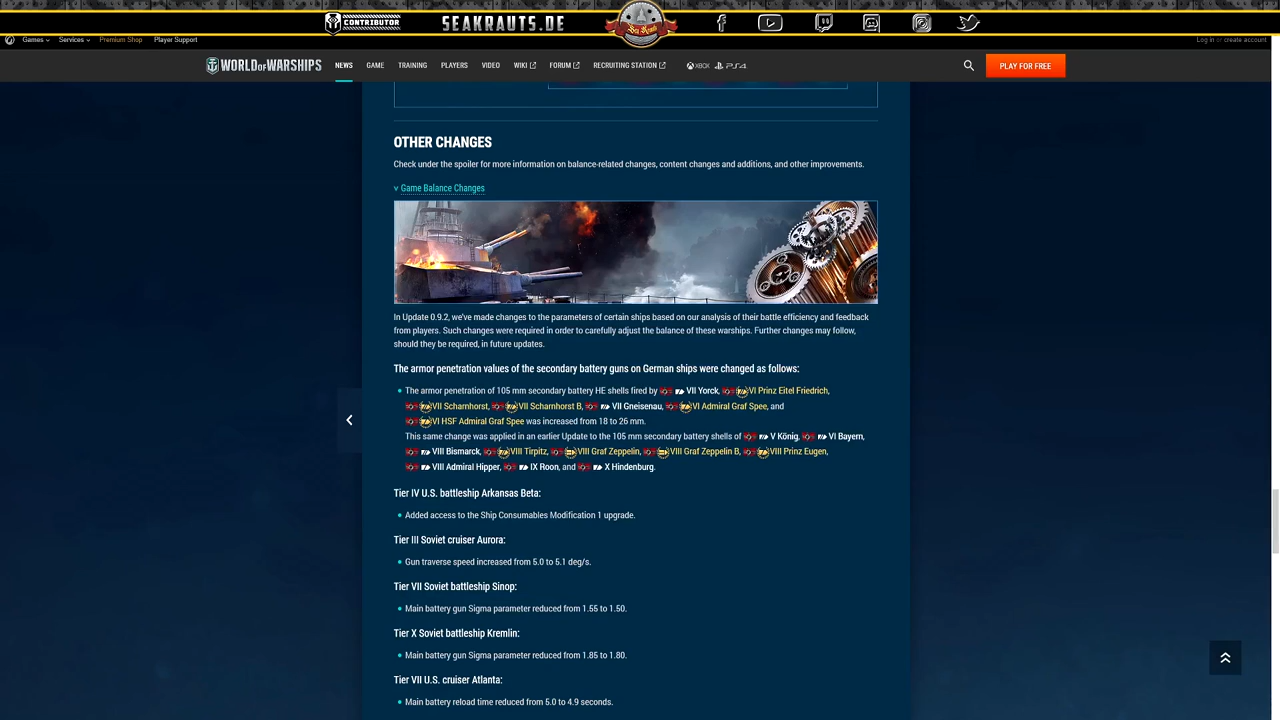 CONTRIBUTOR
SEAKRAUTS.DE
Sea Krauts
Games
Services
Premium Shop
Player Support
Log in or create account
WORLD OF WARSHIPS
NEWS
GAME
TRAINING
PLAYERS
VIDEO
WIKI
FORUM
RECRUITING STATION
XBOX
PS4
PLAY FOR FREE
OTHER CHANGES
Check under the spoiler for more information on balance-related changes, content changes and additions, and other improvements.
Game Balance Changes
In Update 0.9.2, we've made changes to the parameters of certain ships based on our analysis of their battle efficiency and feedback
from players. Such changes were required in order to carefully adjust the balance of these warships. Further changes may follow,
should they be required, in future updates.
The armor penetration values of the secondary battery guns on German ships were changed as follows:
The armor penetration of 105 mm secondary battery HE shells fired by VII Yorck, VI Prinz Eitel Friedrich,
VII Scharnhorst, VII Scharnhorst B, VII Gneisenau, VI Admiral Graf Spee, and
VI HSF Admiral Graf Spee was increased from 18 to 26 mm.
This same change was applied in an earlier Update to the 105 mm secondary battery shells of V König, VI Bayern,
VIII Bismarck, VIII Tirpitz, VIII Graf Zeppelin, VIII Graf Zeppelin B, VIII Prinz Eugen,
VIII Admiral Hipper, IX Roon, and X Hindenburg.
Tier IV U.S. battleship Arkansas Beta:
Added access to the Ship Consumables Modification 1 upgrade.
Tier III Soviet cruiser Aurora:
Gun traverse speed increased from 5.0 to 5.1 deg/s.
Tier VII Soviet battleship Sinop:
Main battery gun Sigma parameter reduced from 1.55 to 1.50.
Tier X Soviet battleship Kremlin:
Main battery gun Sigma parameter reduced from 1.85 to 1.80.
Tier VII U.S. cruiser Atlanta:
Main battery reload time reduced from 5.0 to 4.9 seconds.